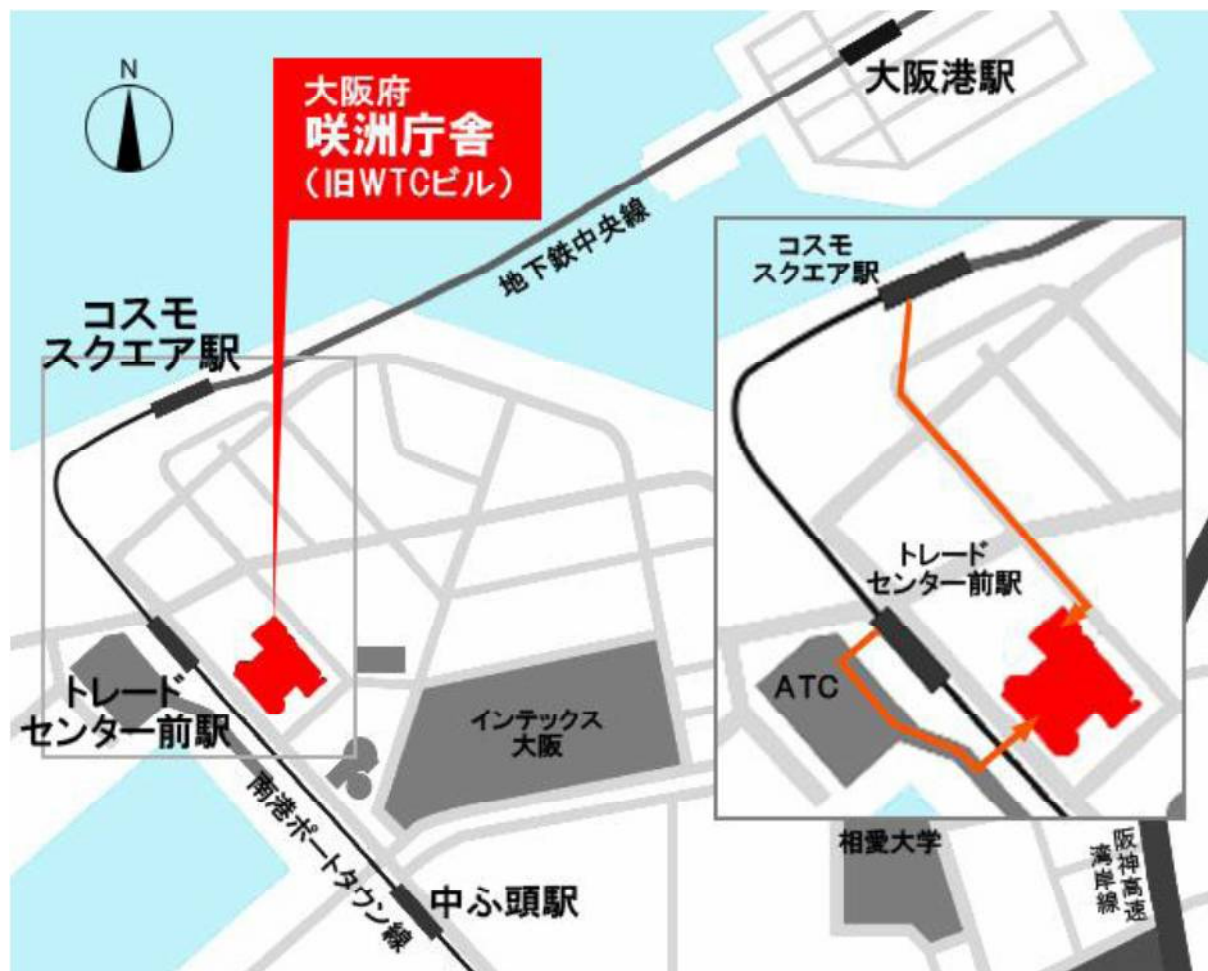 N
大阪府
咲洲庁舎
（旧WTCビル）
大阪港駅
地下鉄中央線
コスモ
スクエア駅
コスモ
スクエア駅
トレード
センター前駅
ATC
トレード
センター前駅
インテックス
大阪
南港ポートタウン線
中ふ頭駅
相愛大学
阪神高速
湾岸線